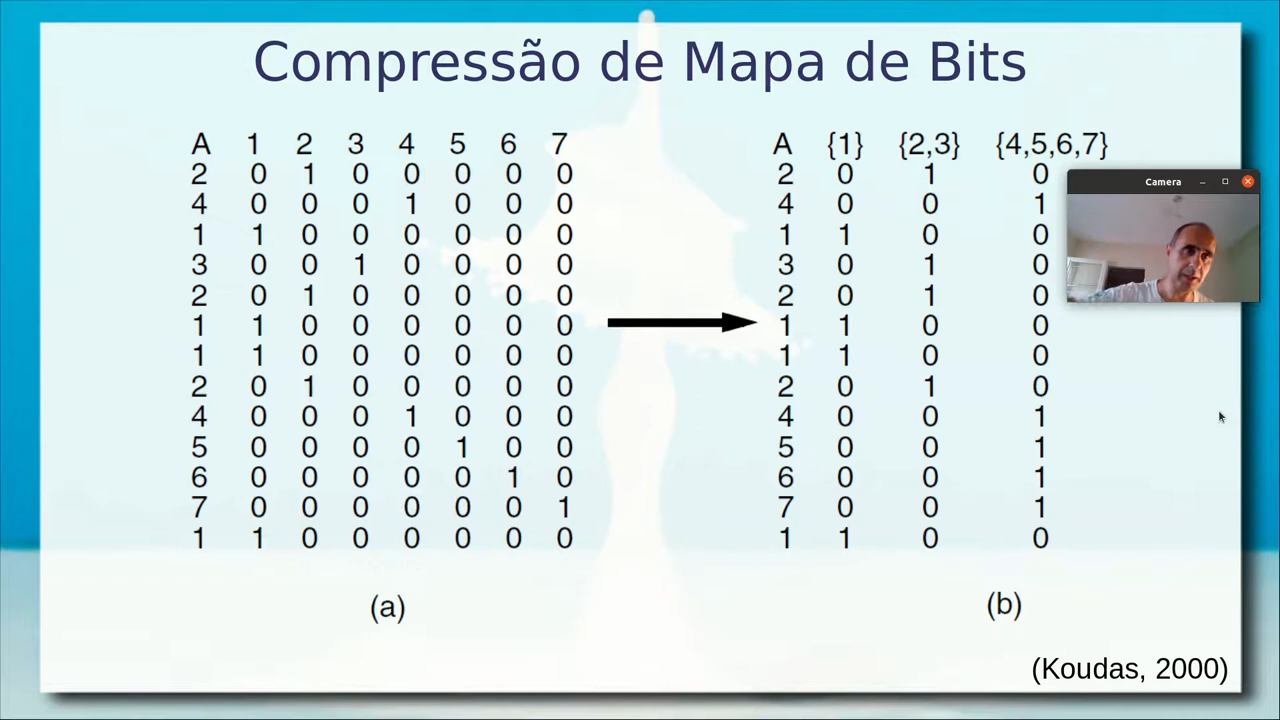 Compressão de Mapa de Bits
A 1 2 3 4 5 6 7
2 0 1 0 0 0 0 0
4 0 0 0 1 0 0 0
1 1 0 0 0 0 0 0
3 0 0 1 0 0 0 0
2 0 1 0 0 0 0 0
1 1 0 0 0 0 0 0
1 1 0 0 0 0 0 0
2 0 1 0 0 0 0 0
4 0 0 0 1 0 0 0
5 0 0 0 0 1 0 0
6 0 0 0 0 0 1 0
7 0 0 0 0 0 0 1
1 1 0 0 0 0 0 0
(a)
A {1} {2,3} {4,5,6,7}
2 0 1 0
4 0 0 1
1 1 0 0
3 0 1 0
2 0 1 0
1 1 0 0
1 1 0 0
2 0 1 0
4 0 0 1
5 0 0 1
6 0 0 1
7 0 0 1
1 1 0 0
(b)
Camera
(Koudas, 2000)